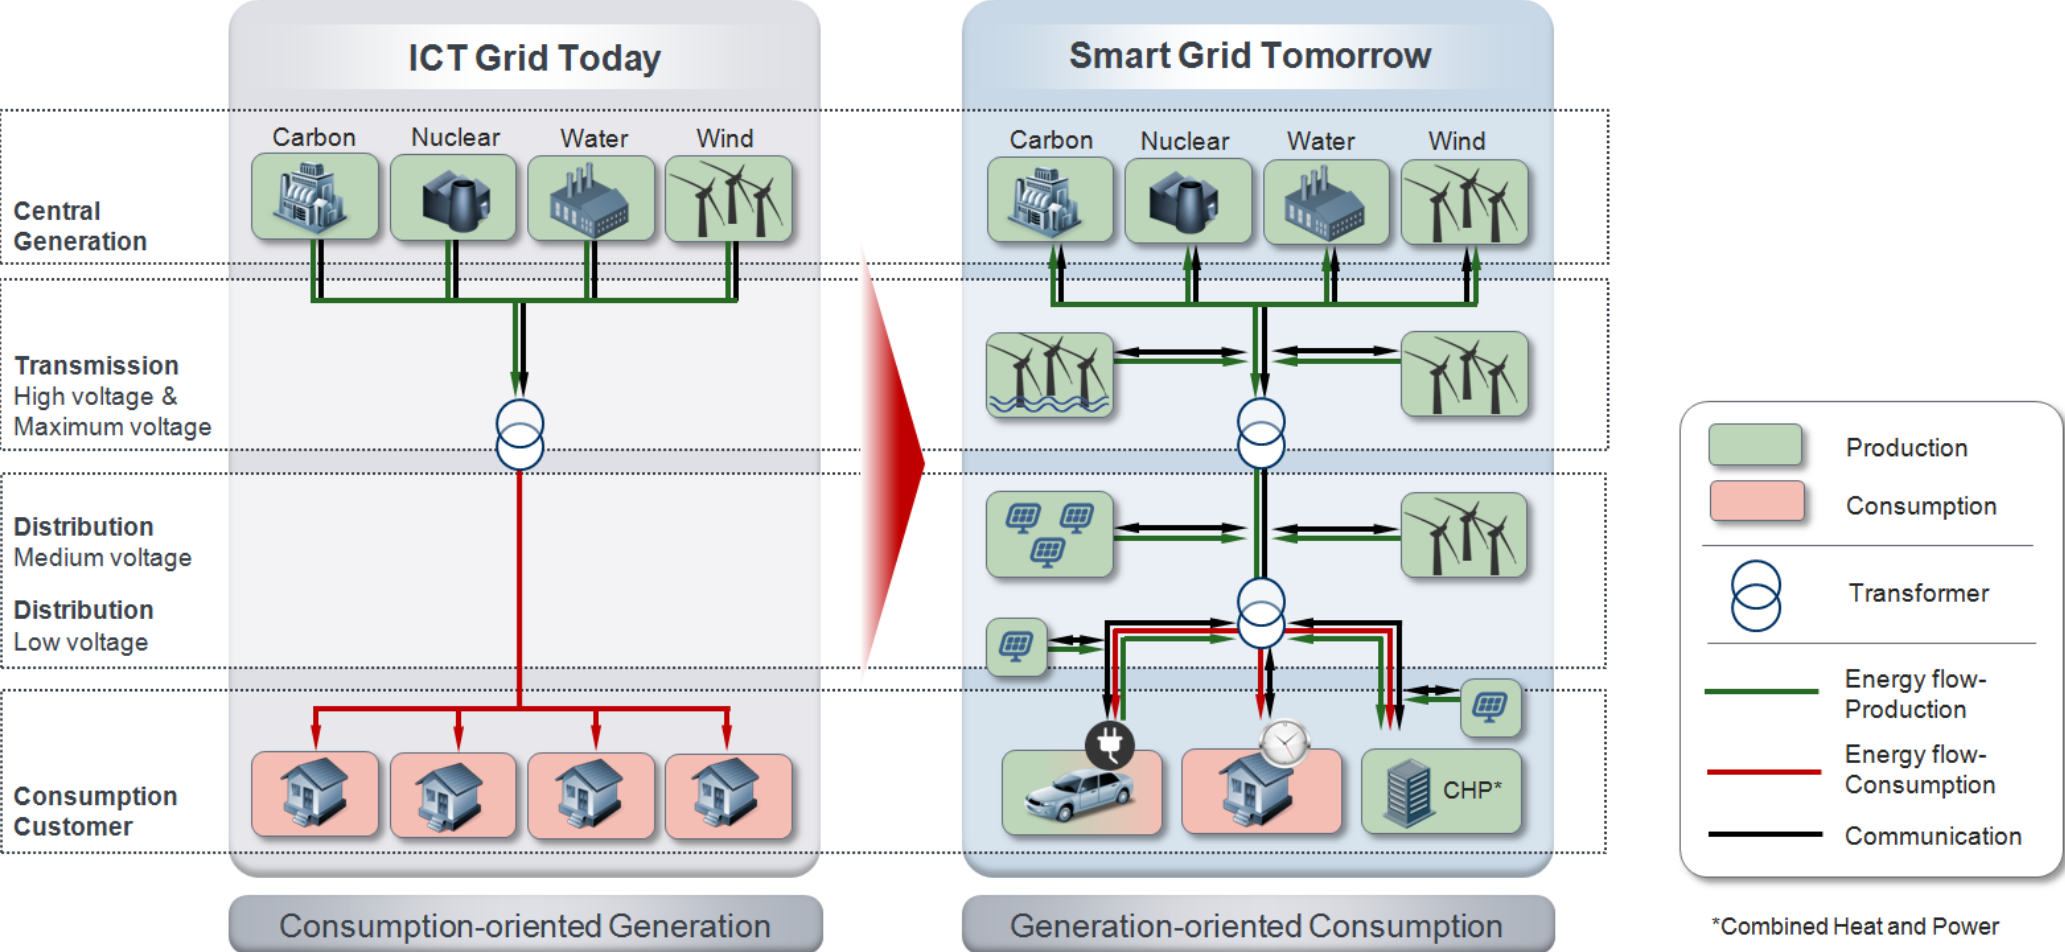 ICT Grid Today
Smart Grid Tomorrow
Carbon
Nuclear
Water
Wind
Carbon
Nuclear
Water
Wind
Central
Generation
Transmission
High voltage &
Maximum voltage
Distribution
Medium voltage
Distribution
Low voltage
Consumption
Customer
CHP*
Production
Consumption
Transformer
Energy flow-
Production
Energy flow-
Consumption
Communication
Consumption-oriented Generation
Generation-oriented Consumption
*Combined Heat and Power